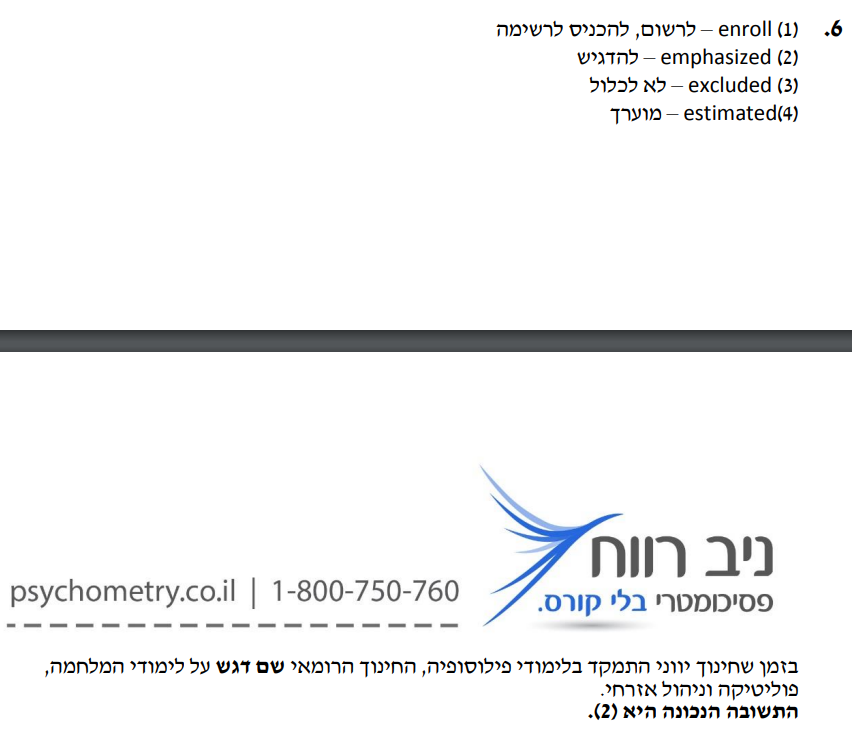 6. (1) enroll – לרשום, להכניס לרשימה
(2) emphasized – להדגיש
(3) excluded – לא לכלול
(4)estimated – מוערך
ניב רווח
פסיכומטרי בלי קורס.
psychometry.co.il | 1-800-750-760
בזמן שחינוך יווני התמקד בלימודי פילוסופיה, החינוך הרומאי שם דגש על לימודי המלחמה,
פוליטיקה וניהול אזרחי.
התשובה הנכונה היא (2).